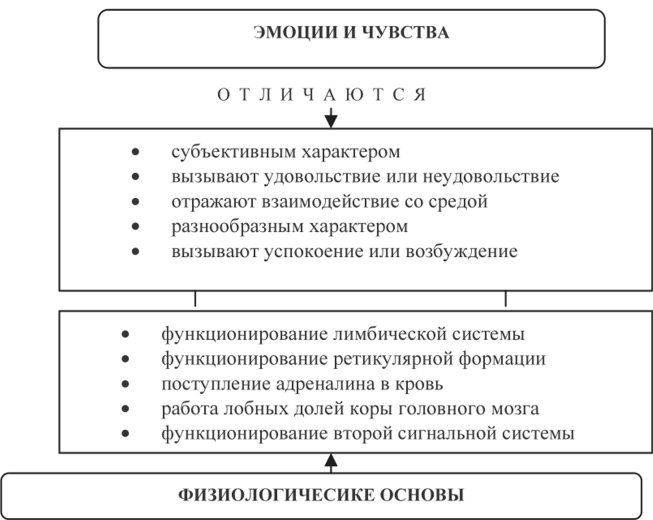 ЭМОЦИИ И ЧУВСТВА
О Т Л И Ч А Ю Т С Я
• субъективным характером
• вызывают удовольствие или неудовольствие
• отражают взаимодействие со средой
• разнообразным характером
• вызывают успокоение или возбуждение
• функционирование лимбической системы
• функционирование ретикулярной формации
• поступление адреналина в кровь
• работа лобных долей коры головного мозга
• функционирование второй сигнальной системы
ФИЗИОЛОГИЧЕСИКЕ ОСНОВЫ